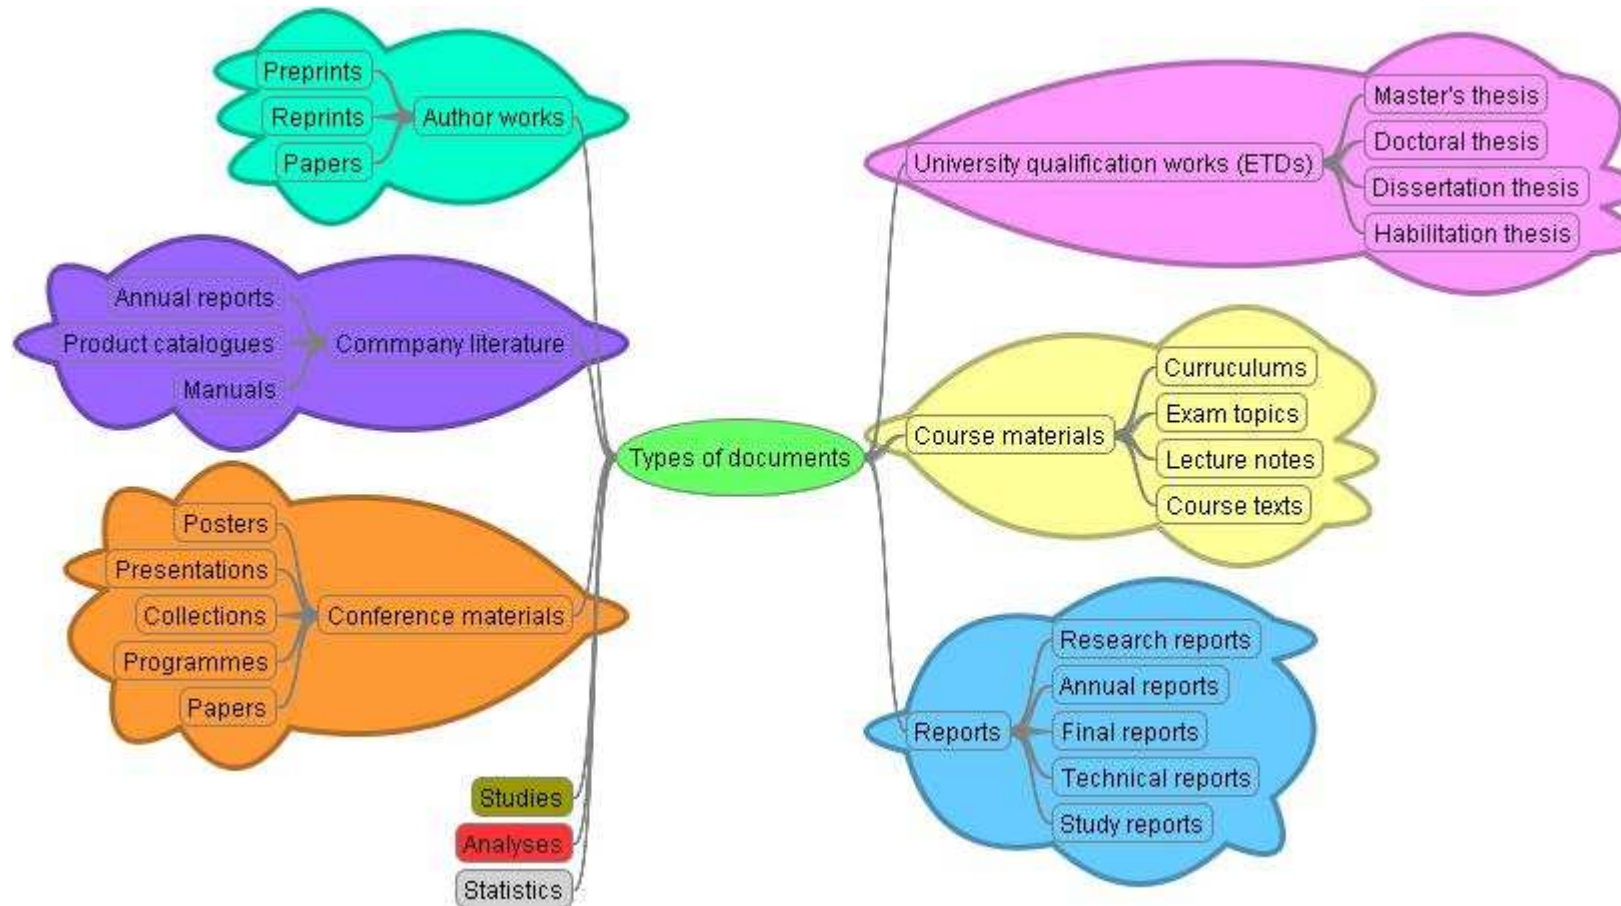 Types of documents
Author works
Preprints
Reprints
Papers
Commpany literature
Annual reports
Product catalogues
Manuals
Conference materials
Posters
Presentations
Collections
Programmes
Papers
Studies
Analyses
Statistics
University qualification works (ETDs)
Master's thesis
Doctoral thesis
Dissertation thesis
Habilitation thesis
Course materials
Curruculums
Exam topics
Lecture notes
Course texts
Reports
Research reports
Annual reports
Final reports
Technical reports
Study reports